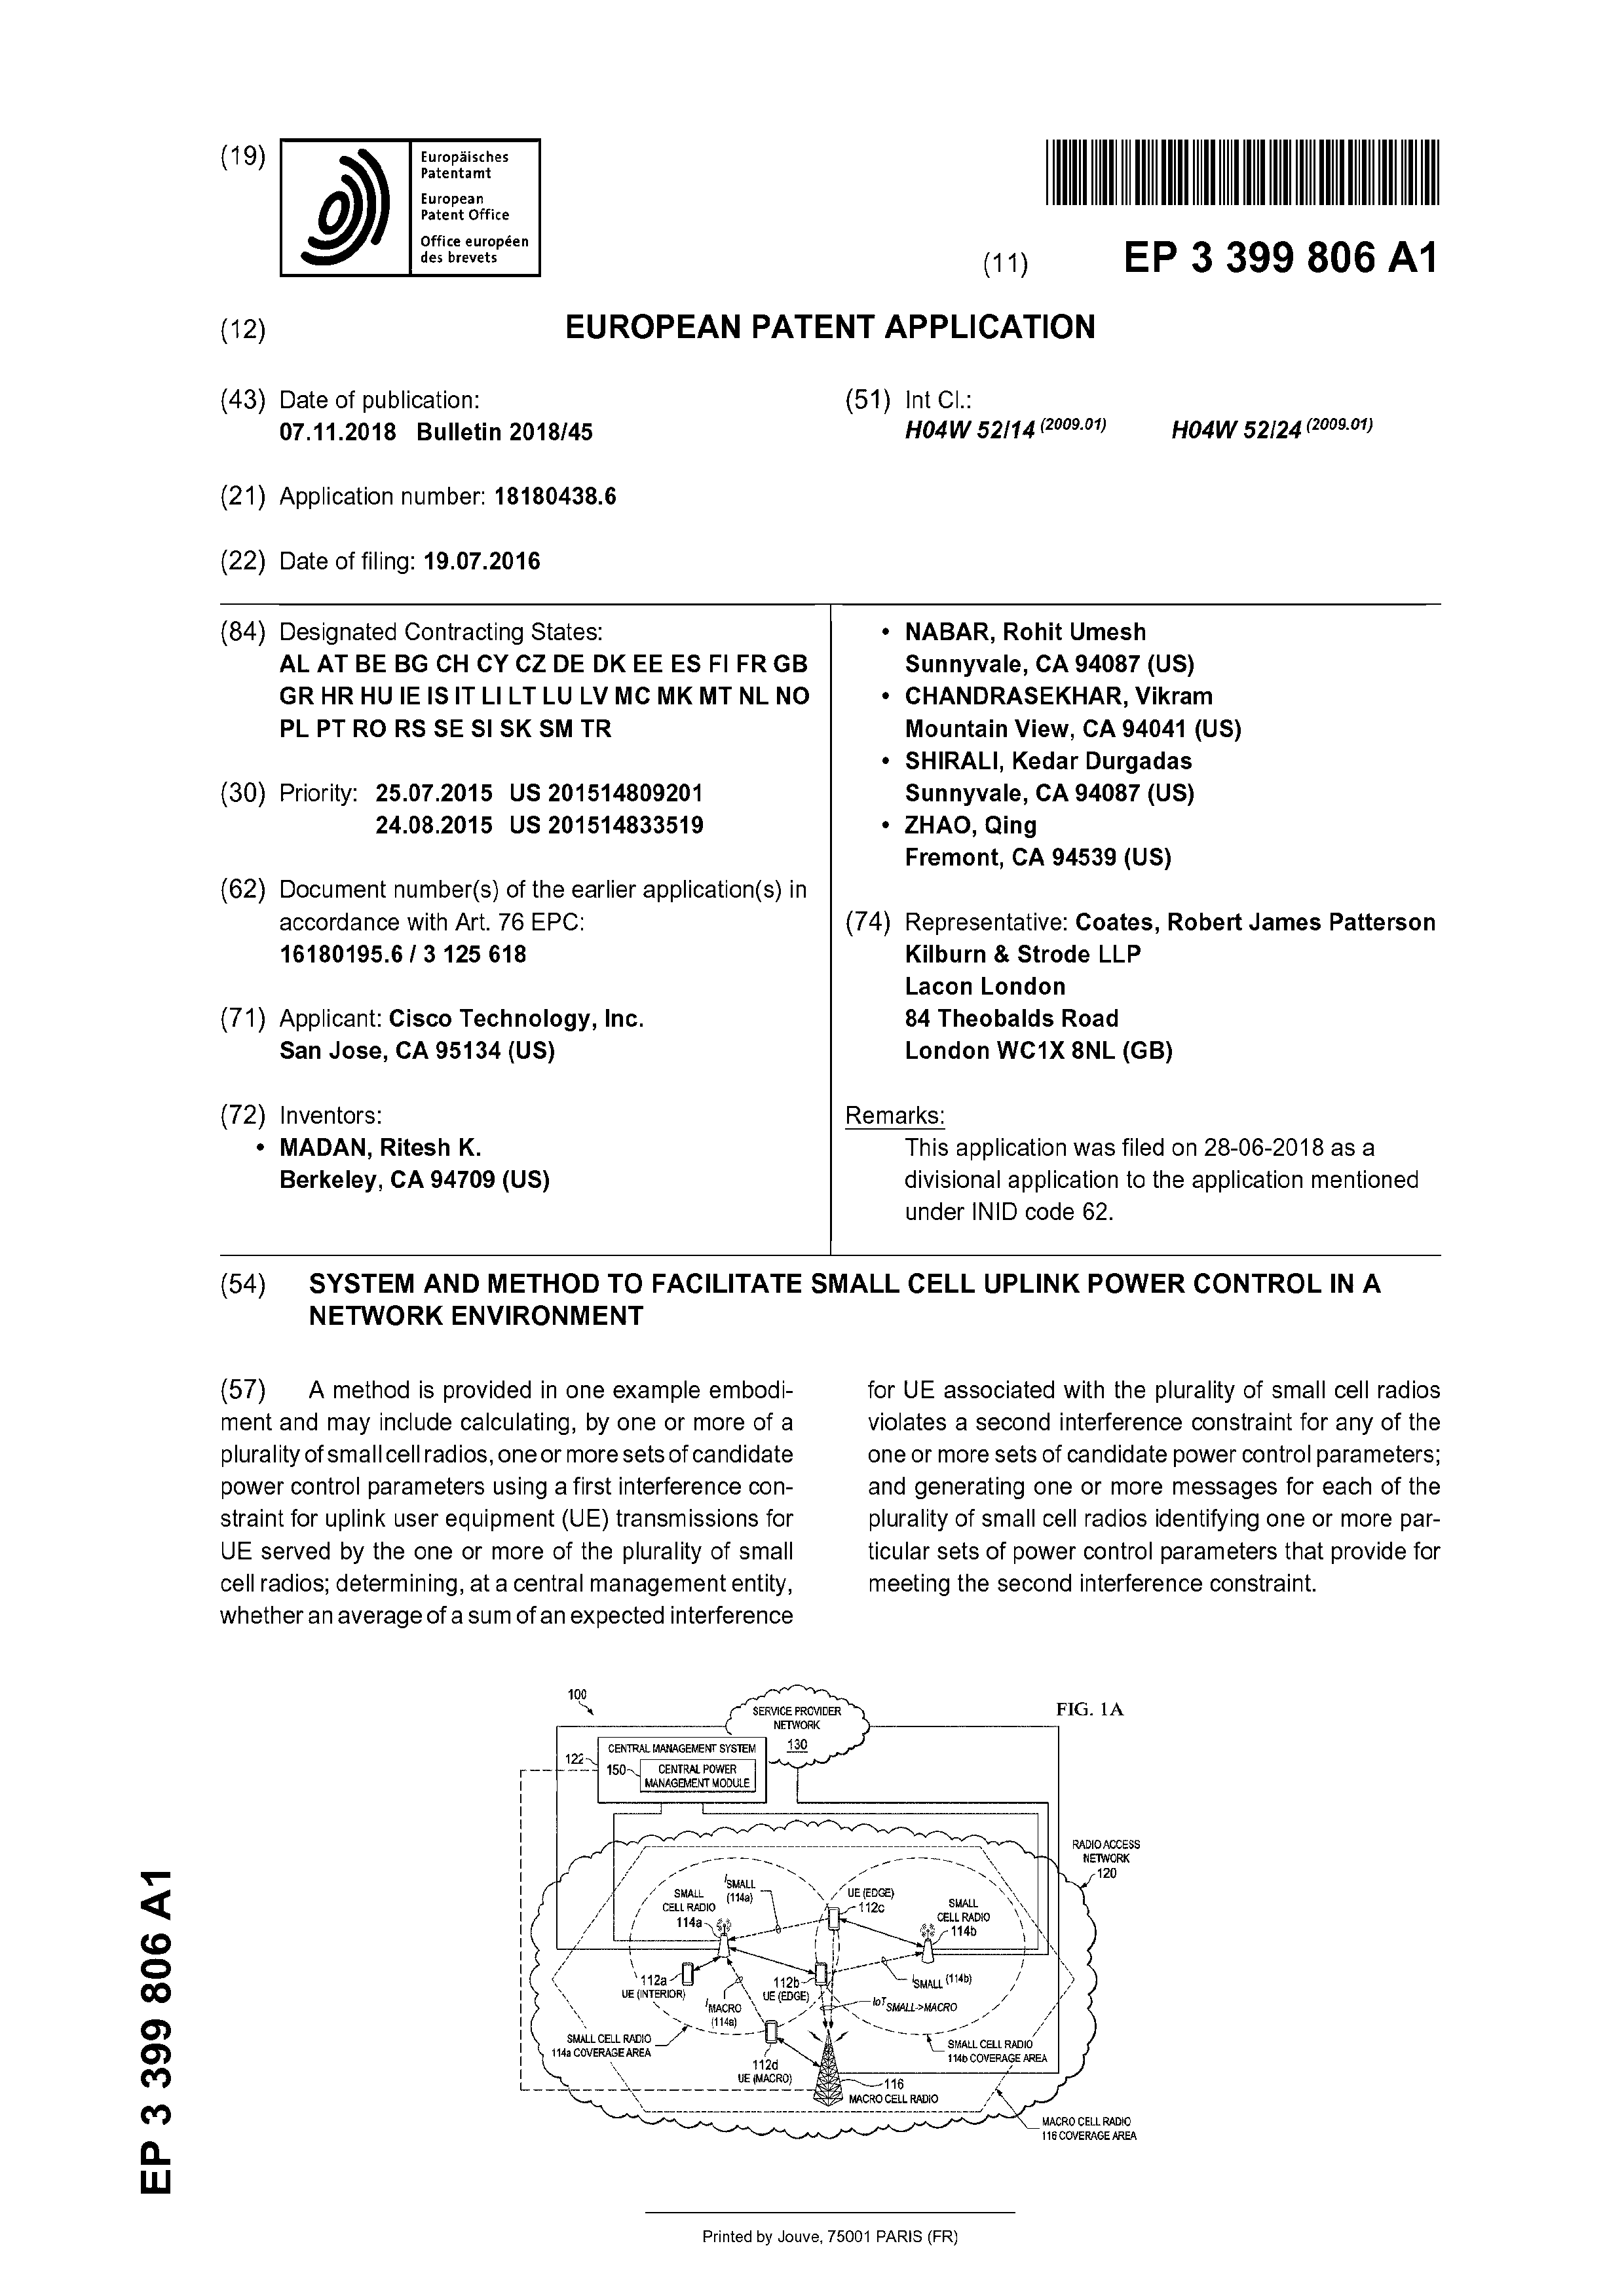 (19)
Europäisches
Patentamt
European
Patent Office
Office européen
des brevets
(11) EP 3 399 806 A1
(12) EUROPEAN PATENT APPLICATION
(43) Date of publication:
07.11.2018 Bulletin 2018/45
(51) Int Cl.:
H04W 52/14 (2009.01) H04W 52/24 (2009.01)
(21) Application number: 18180438.6
(22) Date of filing: 19.07.2016
(84) Designated Contracting States:
AL AT BE BG CH CY CZ DE DK EE ES FI FR GB
GR HR HU IE IS IT LI LT LU LV MC MK MT NL NO
PL PT RO RS SE SI SK SM TR
(30) Priority: 25.07.2015 US 201514809201
24.08.2015 US 201514833519
(62) Document number(s) of the earlier application(s) in
accordance with Art. 76 EPC:
16180195.6 / 3 125 618
(71) Applicant: Cisco Technology, Inc.
San Jose, CA 95134 (US)
(72) Inventors:
• MADAN, Ritesh K.
Berkeley, CA 94709 (US)
• NABAR, Rohit Umesh
Sunnyvale, CA 94087 (US)
• CHANDRASEKHAR, Vikram
Mountain View, CA 94041 (US)
• SHIRALI, Kedar Durgadas
Sunnyvale, CA 94087 (US)
• ZHAO, Qing
Fremont, CA 94539 (US)
(74) Representative: Coates, Robert James Patterson
Kilburn & Strode LLP
Lacon London
84 Theobalds Road
London WC1X 8NL (GB)
Remarks:
This application was filed on 28-06-2018 as a
divisional application to the application mentioned
under INID code 62.
(54) SYSTEM AND METHOD TO FACILITATE SMALL CELL UPLINK POWER CONTROL IN A
NETWORK ENVIRONMENT
(57) A method is provided in one example embodi-
ment and may include calculating, by one or more of a
plurality of small cell radios, one or more sets of candidate
power control parameters using a first interference con-
straint for uplink user equipment (UE) transmissions for
UE served by the one or more of the plurality of small
cell radios; determining, at a central management entity,
whether an average of a sum of an expected interference
for UE associated with the plurality of small cell radios
violates a second interference constraint for any of the
one or more sets of candidate power control parameters;
and generating one or more messages for each of the
plurality of small cell radios identifying one or more par-
ticular sets of power control parameters that provide for
meeting the second interference constraint.
100
FIG. 1A
SERVICE PROVIDER
NETWORK
130
122
CENTRAL MANAGEMENT SYSTEM
150
CENTRAL POWER
MANAGEMENT MODULE
RADIO ACCESS
NETWORK
120
SMALL
CELL RADIO
114a
ISMALL
(114a)
UE (EDGE)
112c
SMALL
CELL RADIO
114b
112a
UE (INTERIOR)
IMACRO
(114a)
112b
UE (EDGE)
ISMALL (114b)
IoTSMALL->MACRO
SMALL CELL RADIO
114a COVERAGE AREA
112d
UE (MACRO)
SMALL CELL RADIO
114b COVERAGE AREA
116
MACRO CELL RADIO
MACRO CELL RADIO
116 COVERAGE AREA
EP 3 399 806 A1
Printed by Jouve, 75001 PARIS (FR)